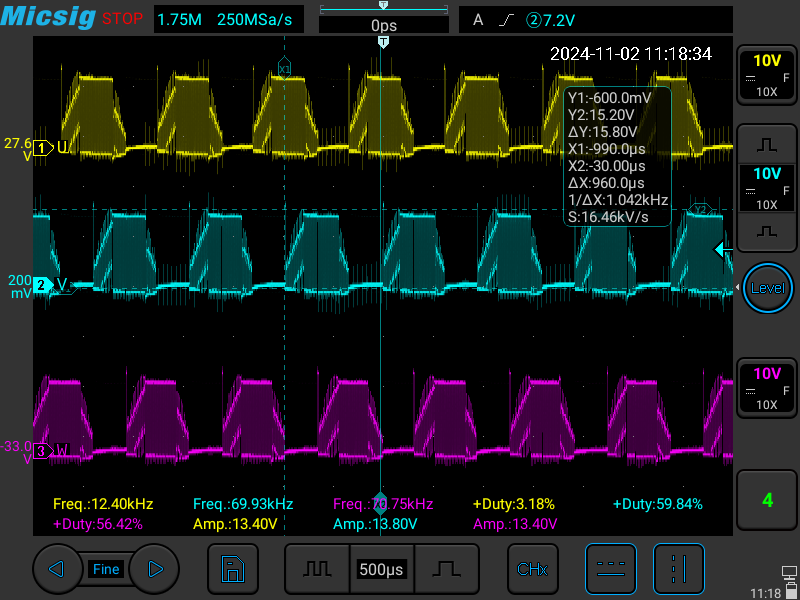 Micsig STOP 1.75M 250MSa/s 0ps A ②7.2V
T
2024-11-02 11:18:34
X1
Y1:-600.0mV
Y2:15.20V
ΔY:15.80V
X1:-990.0µs
X2:-30.00µs
ΔX:960.0µs
1/ΔX:1.042kHz
S:16.46kV/s
27.6
V
1 U
Y2
200
mV
2 V
-33.0
V
3 W
Freq.:12.40kHz Freq.:69.93kHz +Duty:3.18% +Duty:59.84%
+Duty:56.42% Amp.:13.40V Amp.:13.80V Amp.:13.40V
10V
F
10X
10V
F
10X
Level
10V
F
10X
4
Fine 500µs CHx
11:18